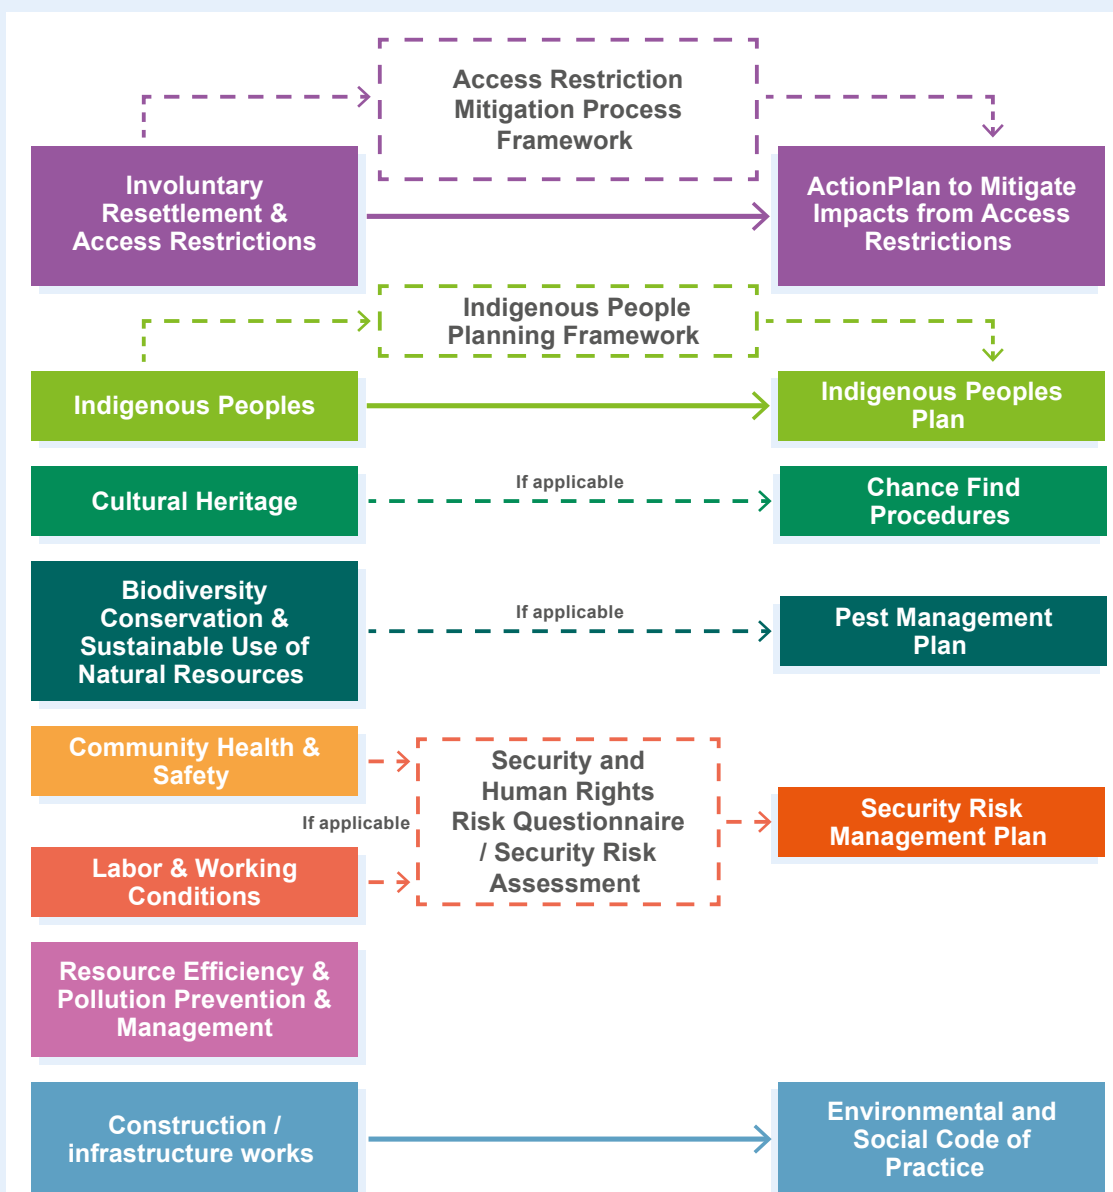 Access Restriction
Mitigation Process
Framework
Involuntary
Resettlement &
Access Restrictions
ActionPlan to Mitigate
Impacts from Access
Restrictions
Indigenous People
Planning Framework
Indigenous Peoples
Indigenous Peoples
Plan
Cultural Heritage
If applicable
Chance Find
Procedures
Biodiversity
Conservation &
Sustainable Use of
Natural Resources
If applicable
Pest Management
Plan
Community Health &
Safety
If applicable
Labor & Working
Conditions
Security and
Human Rights
Risk Questionnaire
/ Security Risk
Assessment
Security Risk
Management Plan
Resource Efficiency &
Pollution Prevention &
Management
Construction /
infrastructure works
Environmental and
Social Code of
Practice